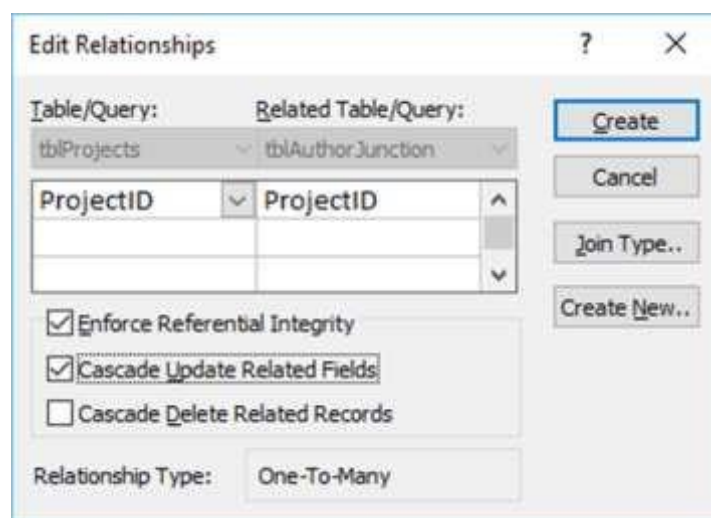 Edit Relationships ? ×
Table/Query: Related Table/Query:
tblProjects tblAuthorJunction
Create
ProjectID ProjectID
Cancel
Join Type..
Create New..
Enforce Referential Integrity
Cascade Update Related Fields
Cascade Delete Related Records
Relationship Type: One-To-Many